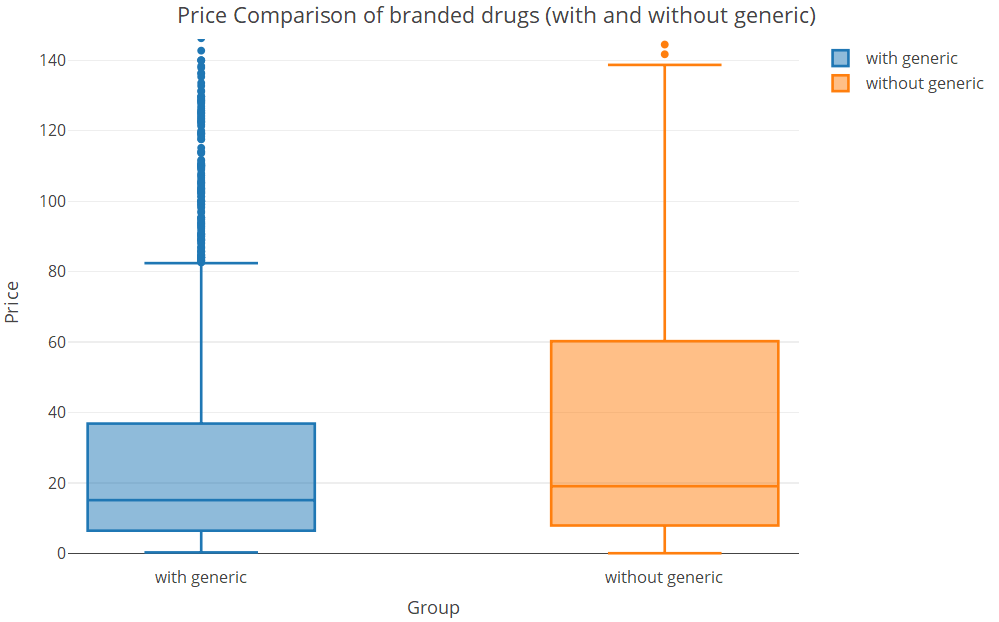 Price Comparison of branded drugs (with and without generic)
with generic
without generic
140
120
100
80
60
40
20
0
Price
with generic
without generic
Group